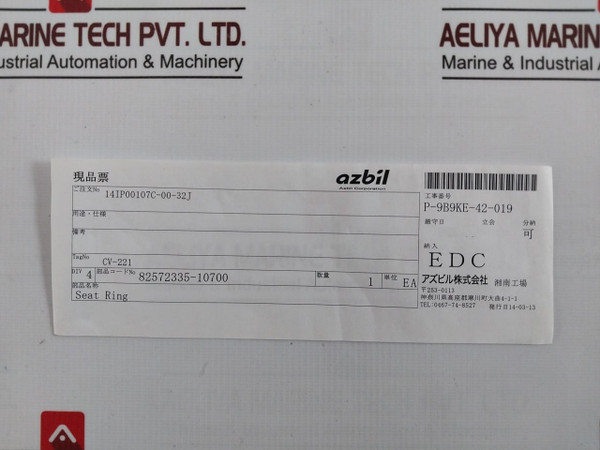 ARINE TECH PVT. LTD.
ustrial Automation & Machinery
AELIYA MARIN
Marine & Industrial A
現品票
azbil
Azbil Corporation
ご注文No 14IP00107C-00-32J
用途・仕様
備考
TagNo CV-221
DIV 4 部品コードNo 82572335-10700 数量 1 単位 EA
部品名称
Seat Ring
工事番号
P-9B9KE-42-019
厳守日 立会 分納
可
納入
EDC
アズビル株式会社 湘南工場
〒253-0113
神奈川県高座郡寒川町大曲4-1-1
TEL:0467-74-8527 発行日14-03-13